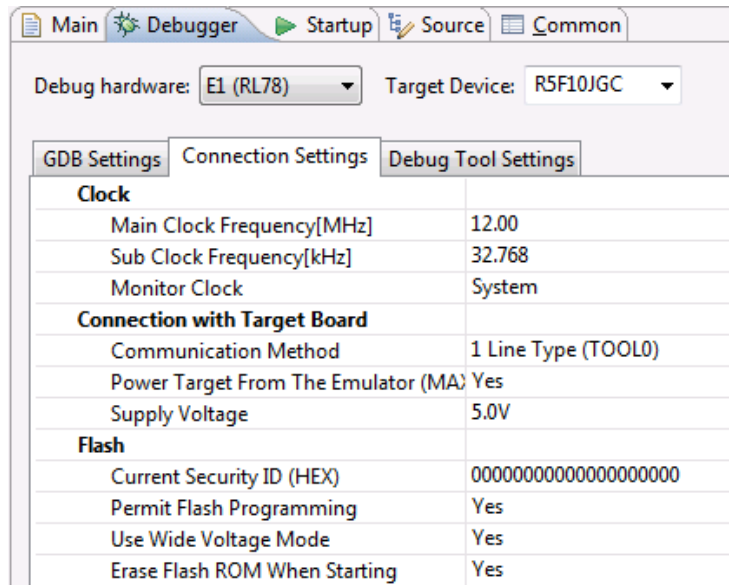 Main Debugger Startup Source Common
Debug hardware: E1 (RL78) Target Device: R5F10JGC
GDB Settings Connection Settings Debug Tool Settings
Clock
Main Clock Frequency[MHz] 12.00
Sub Clock Frequency[kHz] 32.768
Monitor Clock System
Connection with Target Board
Communication Method 1 Line Type (TOOL0)
Power Target From The Emulator (MAX Yes
Supply Voltage 5.0V
Flash
Current Security ID (HEX) 00000000000000000000
Permit Flash Programming Yes
Use Wide Voltage Mode Yes
Erase Flash ROM When Starting Yes